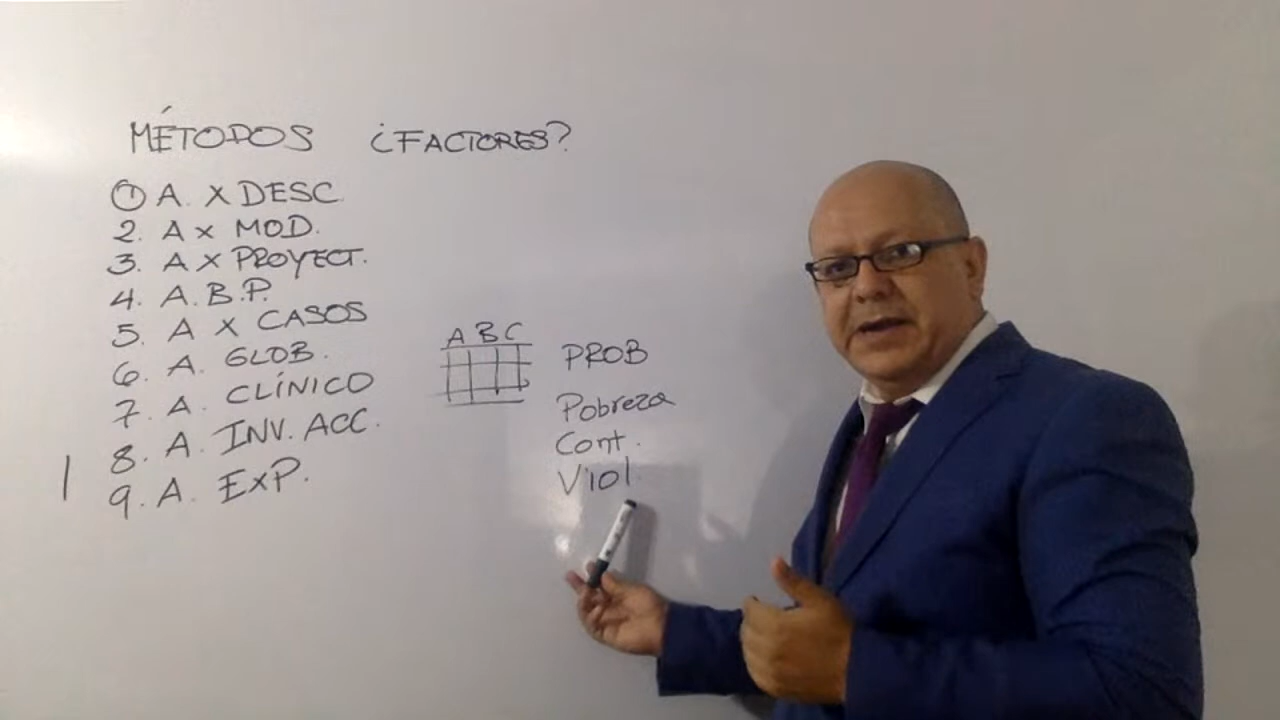 MÉTODOS ¿FACTORES?
1 A. X DESC.
2. A X MOD.
3. A X PROYECT.
4. A.B.P.
5. A X CASOS
6. A. GLOB.
7. A. CLÍNICO
8. A. INV. ACC.
9. A. EXP.
A B C
PROB
Pobreza
Cont.
Viol.